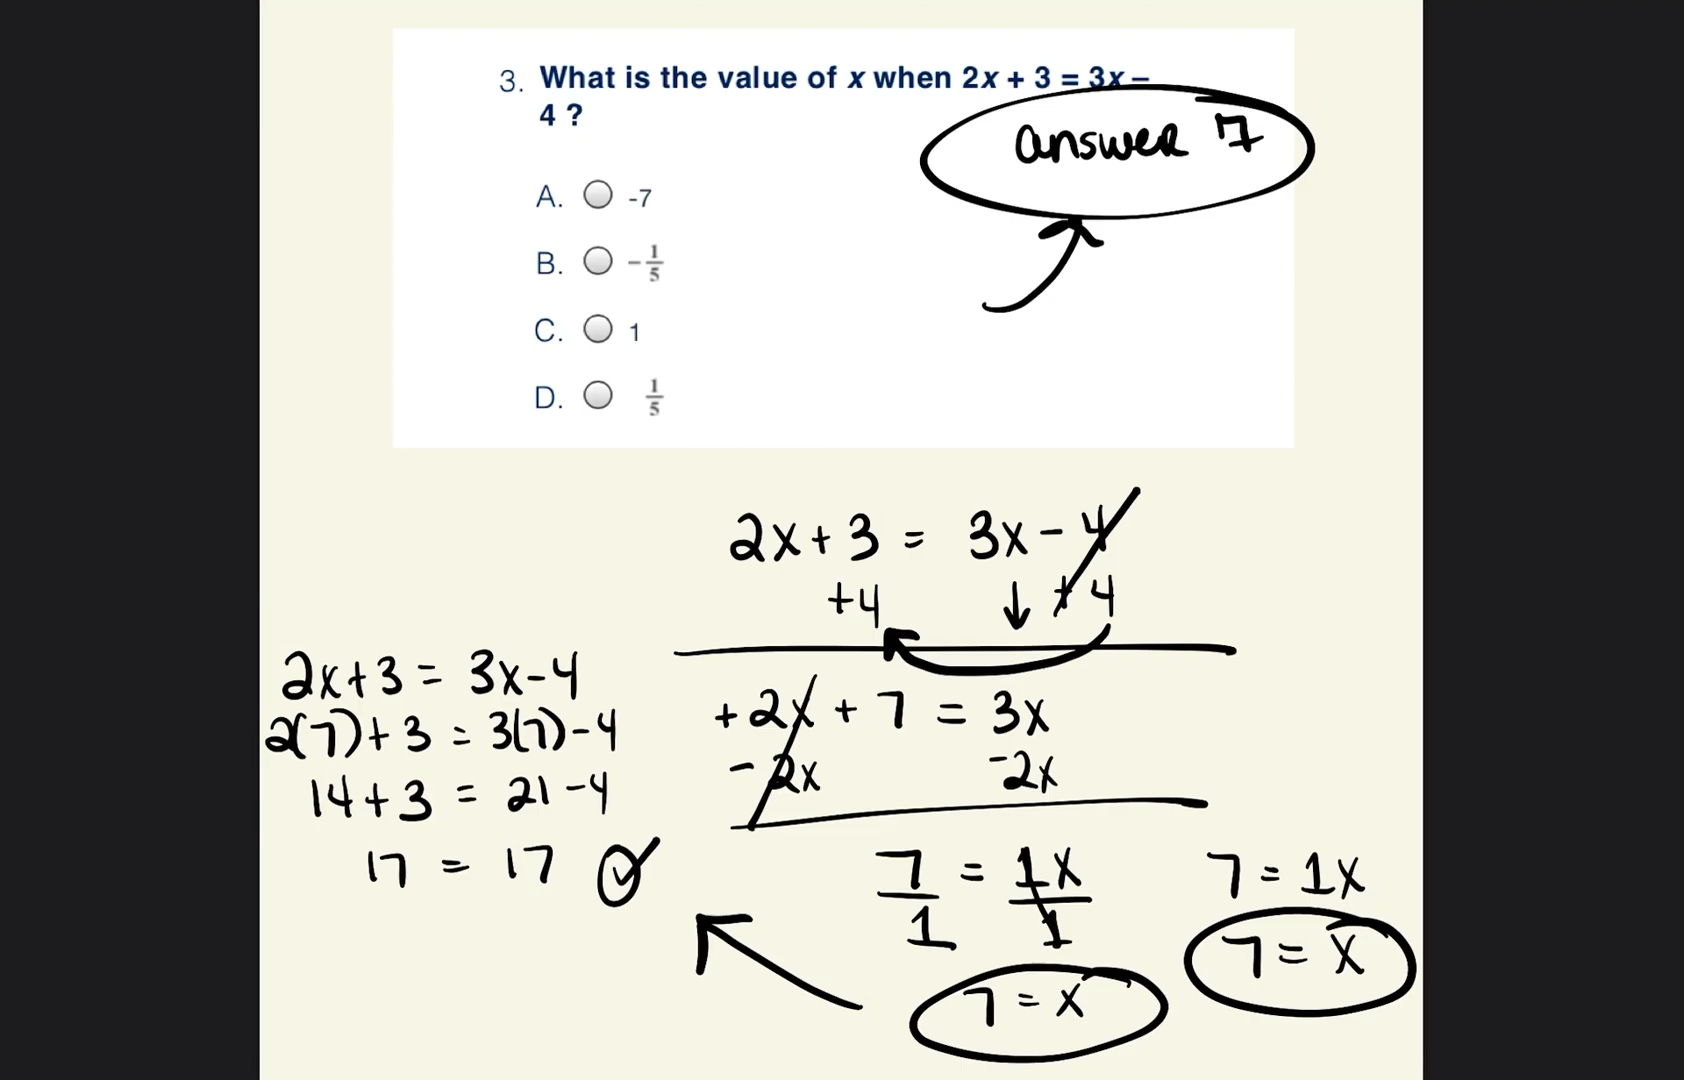 3. What is the value of x when 2x + 3 = 3x –
4 ?
answer 7
A. -7
B. -1/5
C. 1
D. 1/5
2x + 3 = 3x - 4
+4 ↓ +4
+ 2x + 7 = 3x
- 2x -2x
7/1 = 1x/1
7 = x
7 = 1x
7 = x
2x + 3 = 3x - 4
2(7) + 3 = 3(7) - 4
14 + 3 = 21 - 4
17 = 17